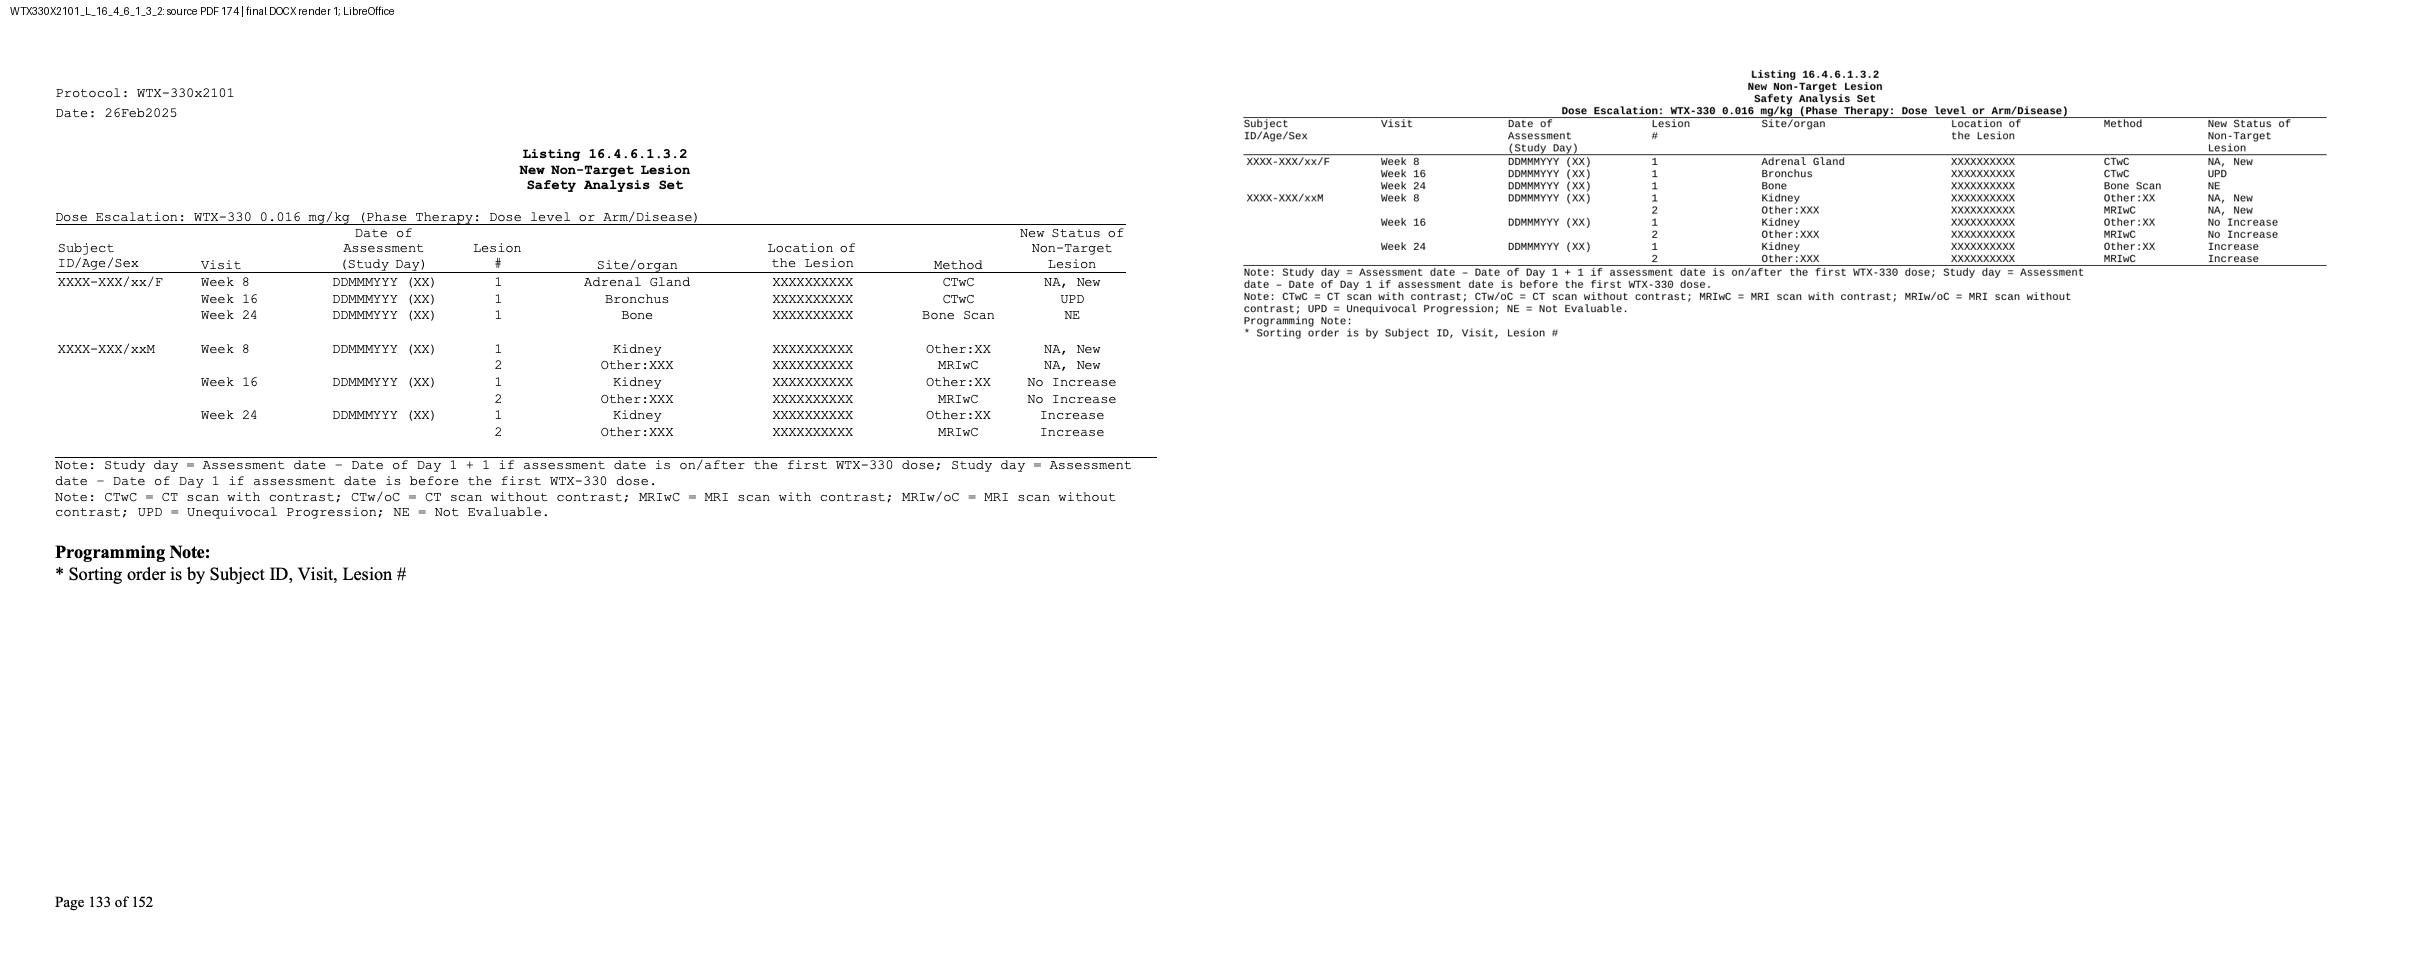 WTX330X2101_L_16_4_6_1_3_2: source PDF 174 | final DOCX render 1; LibreOffice
Protocol: WTX-330x2101
Date: 26Feb2025
Listing 16.4.6.1.3.2
New Non-Target Lesion
Safety Analysis Set
Dose Escalation: WTX-330 0.016 mg/kg (Phase Therapy: Dose level or Arm/Disease)
Date of New Status of
Subject Assessment Lesion Location of Non-Target
ID/Age/Sex Visit (Study Day) # Site/organ the Lesion Method Lesion
XXXX-XXX/xx/F Week 8 DDMMMYYY (XX) 1 Adrenal Gland XXXXXXXXXX CTwC NA, New
Week 16 DDMMMYYY (XX) 1 Bronchus XXXXXXXXXX CTwC UPD
Week 24 DDMMMYYY (XX) 1 Bone XXXXXXXXXX Bone Scan NE
XXXX-XXX/xxM Week 8 DDMMMYYY (XX) 1 Kidney XXXXXXXXXX Other:XX NA, New
2 Other:XXX XXXXXXXXXX MRIwC NA, New
Week 16 DDMMMYYY (XX) 1 Kidney XXXXXXXXXX Other:XX No Increase
2 Other:XXX XXXXXXXXXX MRIwC No Increase
Week 24 DDMMMYYY (XX) 1 Kidney XXXXXXXXXX Other:XX Increase
2 Other:XXX XXXXXXXXXX MRIwC Increase
Note: Study day = Assessment date – Date of Day 1 + 1 if assessment date is on/after the first WTX-330 dose; Study day = Assessment
date – Date of Day 1 if assessment date is before the first WTX-330 dose.
Note: CTwC = CT scan with contrast; CTw/oC = CT scan without contrast; MRIwC = MRI scan with contrast; MRIw/oC = MRI scan without
contrast; UPD = Unequivocal Progression; NE = Not Evaluable.
Programming Note:
* Sorting order is by Subject ID, Visit, Lesion #
Page 133 of 152
Listing 16.4.6.1.3.2
New Non-Target Lesion
Safety Analysis Set
Dose Escalation: WTX-330 0.016 mg/kg (Phase Therapy: Dose level or Arm/Disease)
Subject Visit Date of Lesion Site/organ Location of Method New Status of
ID/Age/Sex Assessment # the Lesion Non-Target
(Study Day) Lesion
XXXX-XXX/xx/F Week 8 DDMMMYYY (XX) 1 Adrenal Gland XXXXXXXXXX CTwC NA, New
Week 16 DDMMMYYY (XX) 1 Bronchus XXXXXXXXXX CTwC UPD
Week 24 DDMMMYYY (XX) 1 Bone XXXXXXXXXX Bone Scan NE
XXXX-XXX/xxM Week 8 DDMMMYYY (XX) 1 Kidney XXXXXXXXXX Other:XX NA, New
2 Other:XXX XXXXXXXXXX MRIwC NA, New
Week 16 DDMMMYYY (XX) 1 Kidney XXXXXXXXXX Other:XX No Increase
2 Other:XXX XXXXXXXXXX MRIwC No Increase
Week 24 DDMMMYYY (XX) 1 Kidney XXXXXXXXXX Other:XX Increase
2 Other:XXX XXXXXXXXXX MRIwC Increase
Note: Study day = Assessment date – Date of Day 1 + 1 if assessment date is on/after the first WTX-330 dose; Study day = Assessment
date – Date of Day 1 if assessment date is before the first WTX-330 dose.
Note: CTwC = CT scan with contrast; CTw/oC = CT scan without contrast; MRIwC = MRI scan with contrast; MRIw/oC = MRI scan without
contrast; UPD = Unequivocal Progression; NE = Not Evaluable.
Programming Note:
* Sorting order is by Subject ID, Visit, Lesion #